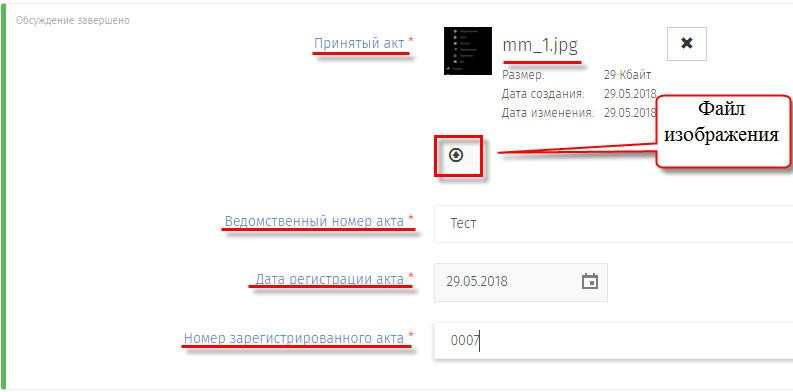 Обсуждение завершено
Принятый акт *
mm_1.jpg
Размер: 29 Кбайт
Дата создания: 29.05.2018
Дата изменения: 29.05.2018
Файл
изображения
Ведомственный номер акта *
Тест
Дата регистрации акта *
29.05.2018
Номер зарегистрированного акта *
0007